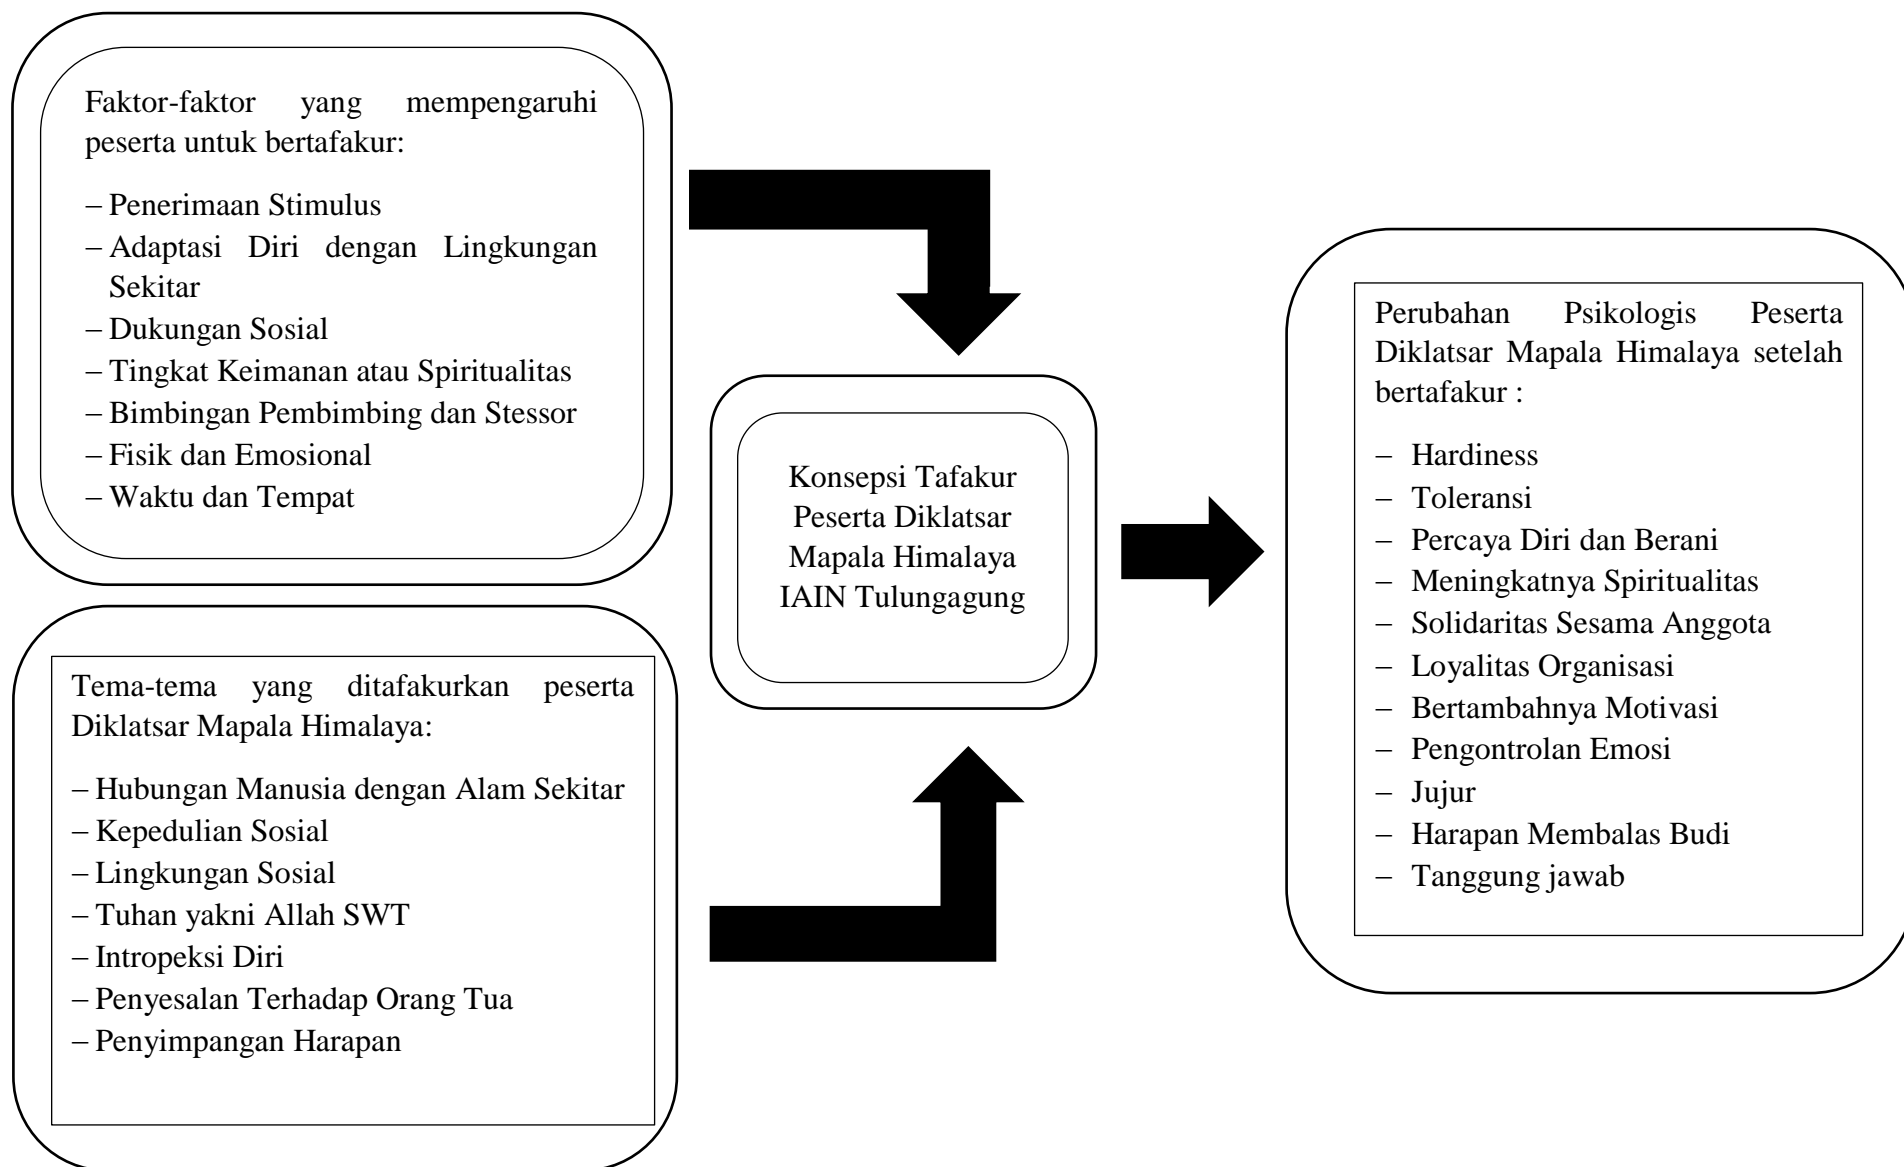 Faktor-faktor yang mempengaruhi
peserta untuk bertafakur:
– Penerimaan Stimulus
– Adaptasi Diri dengan Lingkungan
Sekitar
– Dukungan Sosial
– Tingkat Keimanan atau Spiritualitas
– Bimbingan Pembimbing dan Stessor
– Fisik dan Emosional
– Waktu dan Tempat
Tema-tema yang ditafakurkan peserta
Diklatsar Mapala Himalaya:
– Hubungan Manusia dengan Alam Sekitar
– Kepedulian Sosial
– Lingkungan Sosial
– Tuhan yakni Allah SWT
– Intropeksi Diri
– Penyesalan Terhadap Orang Tua
– Penyimpangan Harapan
Konsepsi Tafakur
Peserta Diklatsar
Mapala Himalaya
IAIN Tulungagung
Perubahan Psikologis Peserta
Diklatsar Mapala Himalaya setelah
bertafakur :
– Hardiness
– Toleransi
– Percaya Diri dan Berani
– Meningkatnya Spiritualitas
– Solidaritas Sesama Anggota
– Loyalitas Organisasi
– Bertambahnya Motivasi
– Pengontrolan Emosi
– Jujur
– Harapan Membalas Budi
– Tanggung jawab